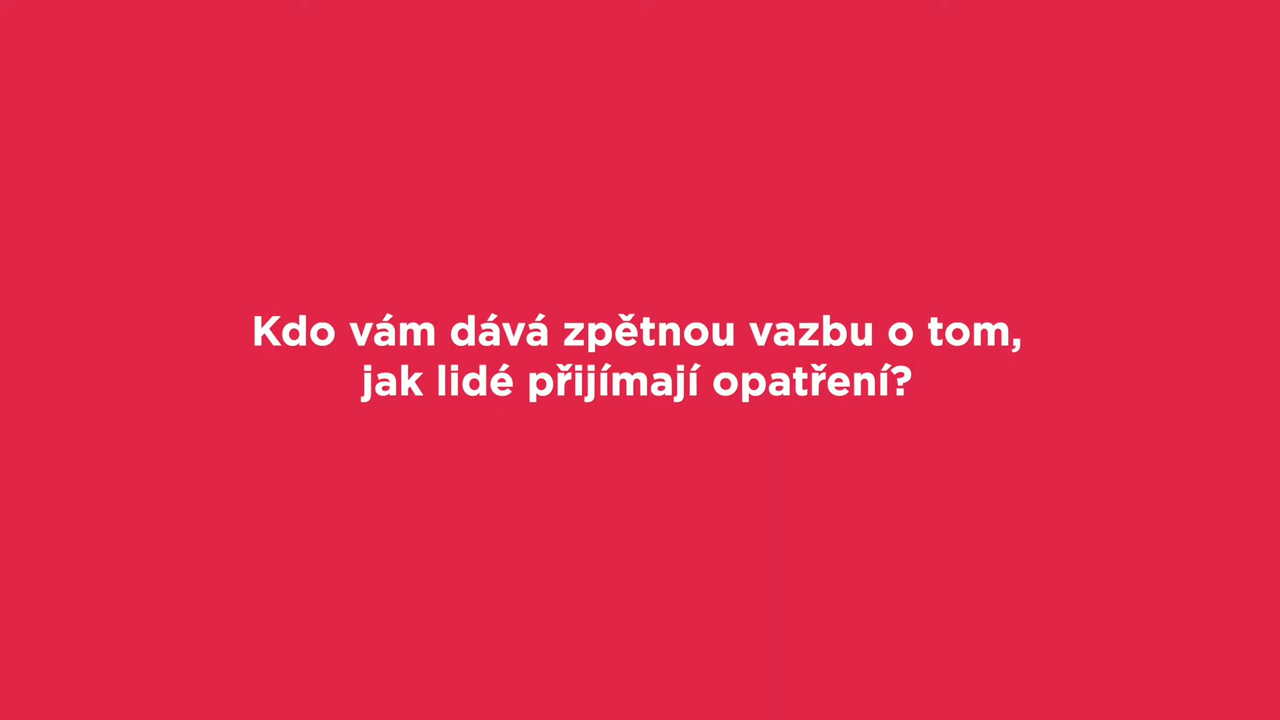 Kdo vám dává zpětnou vazbu o tom,
jak lidé přijímají opatření?